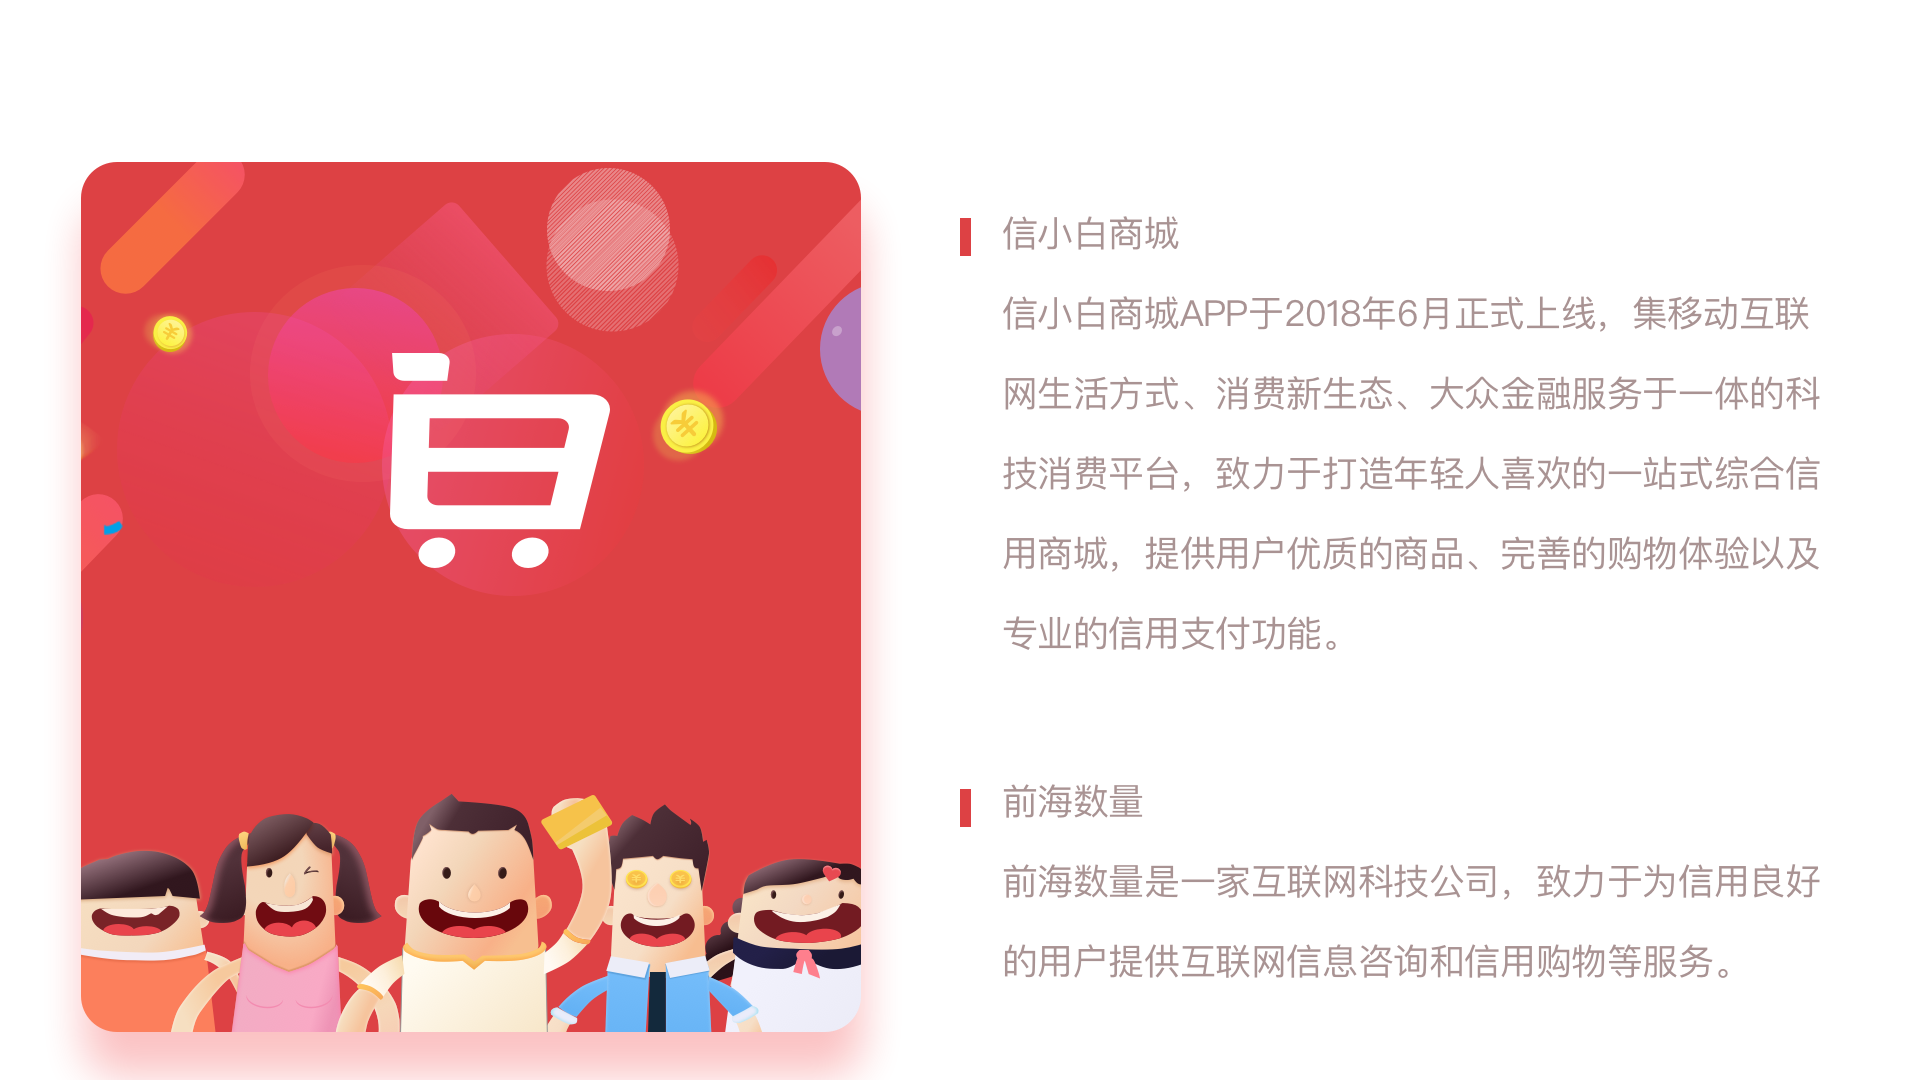 信小白商城
信小白商城APP于2018年6月正式上线，集移动互联
网生活方式、消费新生态、大众金融服务于一体的科
技消费平台，致力于打造年轻人喜欢的一站式综合信
用商城，提供用户优质的商品、完善的购物体验以及
专业的信用支付功能。
前海数量
前海数量是一家互联网科技公司，致力于为信用良好
的用户提供互联网信息咨询和信用购物等服务。